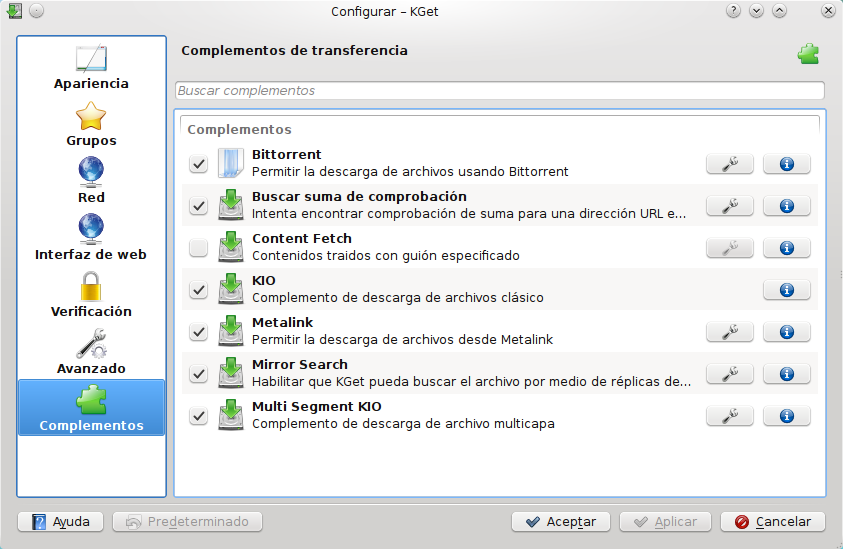 Configurar – KGet
Apariencia
Grupos
Red
Interfaz de web
Verificación
Avanzado
Complementos
Complementos de transferencia
Buscar complementos
Complementos
Bittorrent
Permitir la descarga de archivos usando Bittorrent
Buscar suma de comprobación
Intenta encontrar comprobación de suma para una dirección URL e...
Content Fetch
Contenidos traidos con guión especificado
KIO
Complemento de descarga de archivos clásico
Metalink
Permitir la descarga de archivos desde Metalink
Mirror Search
Habilitar que KGet pueda buscar el archivo por medio de réplicas de...
Multi Segment KIO
Complemento de descarga de archivo multicapa
Ayuda Predeterminado Aceptar Aplicar Cancelar